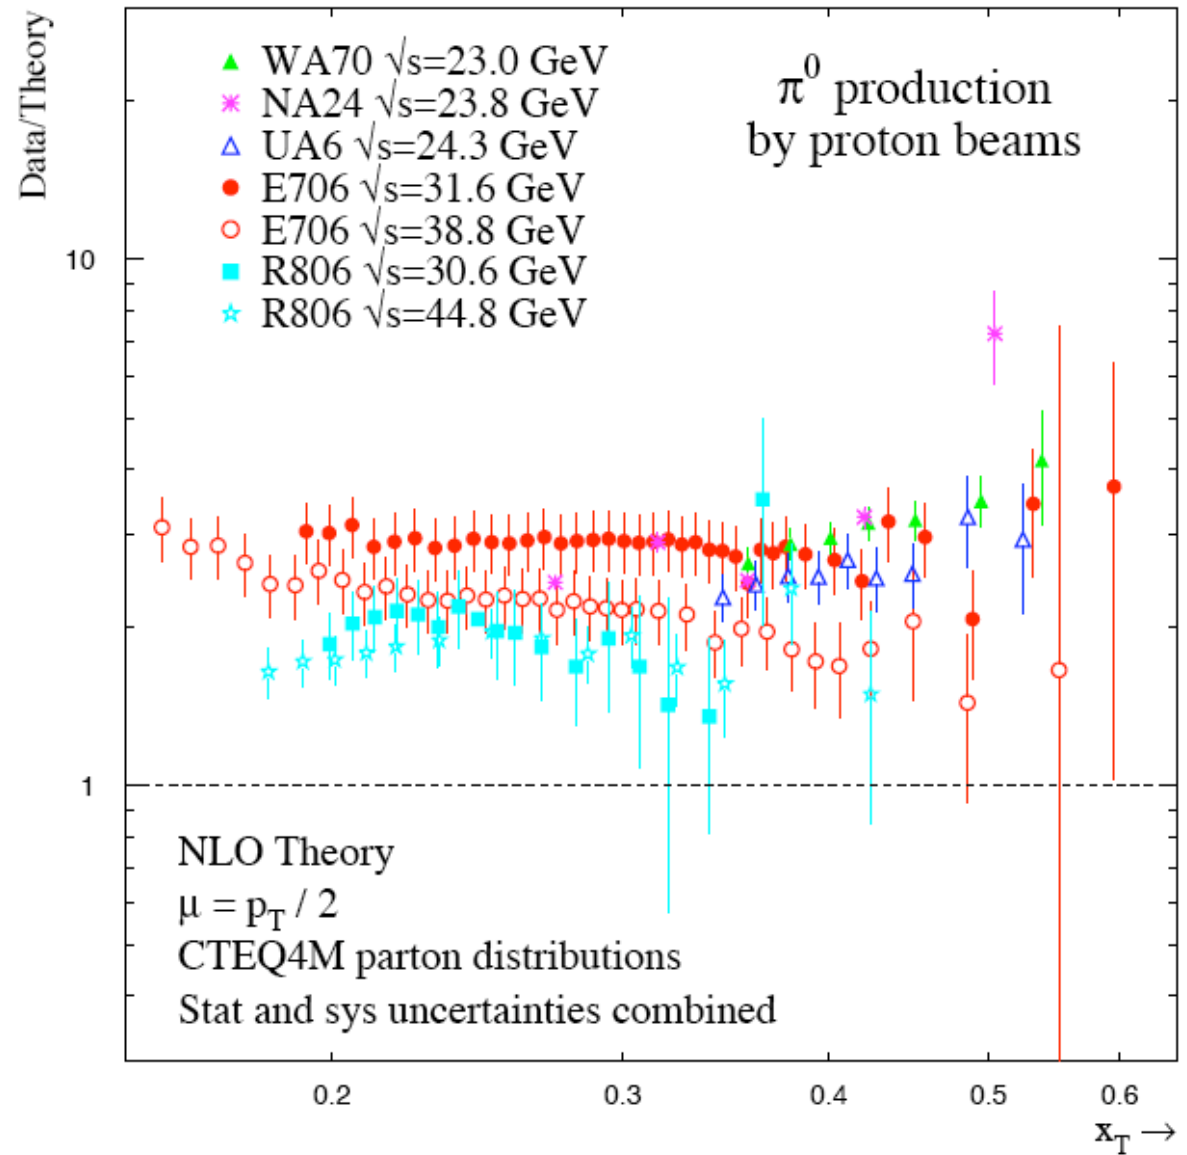 Data/Theory
WA70 √s=23.0 GeV
NA24 √s=23.8 GeV
UA6 √s=24.3 GeV
E706 √s=31.6 GeV
E706 √s=38.8 GeV
R806 √s=30.6 GeV
R806 √s=44.8 GeV
π⁰ production
by proton beams
10
1
NLO Theory
μ = p_T / 2
CTEQ4M parton distributions
Stat and sys uncertainties combined
0.2 0.3 0.4 0.5 0.6
x_T →